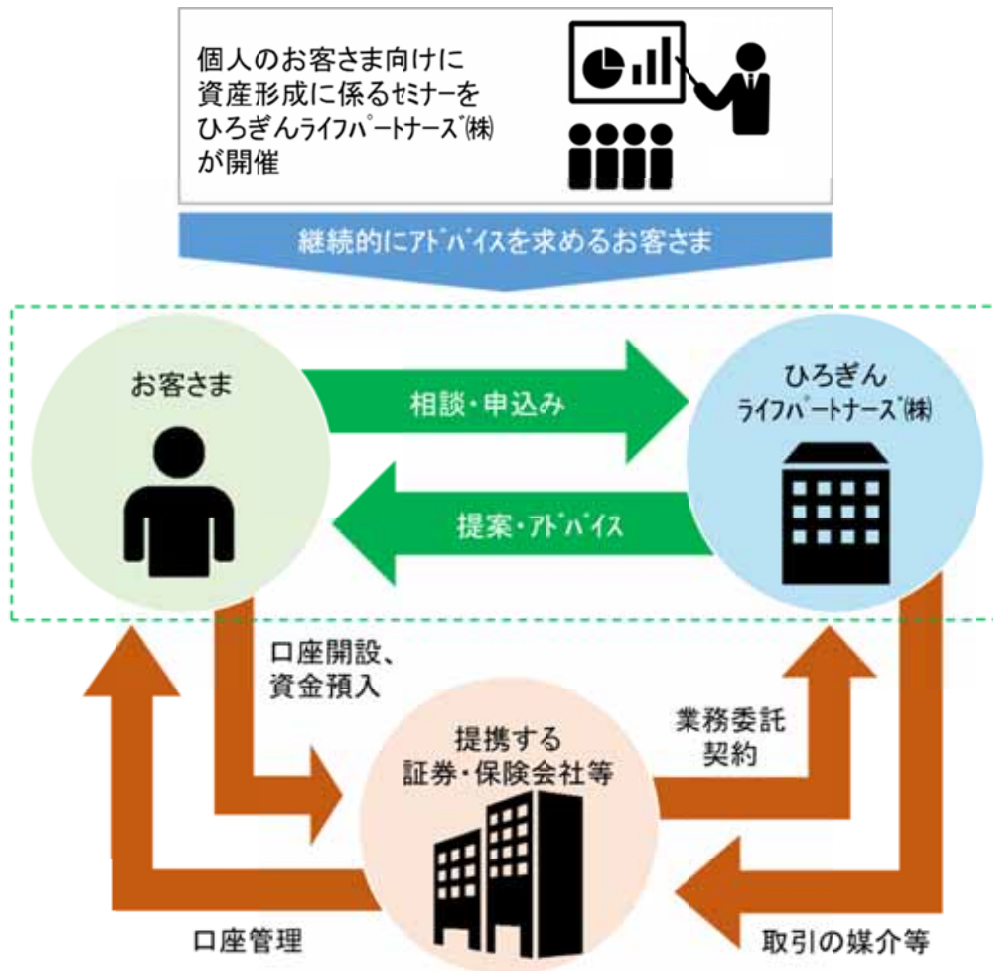 個人のお客さま向けに
資産形成に係るｾﾐﾅｰを
ひろぎんﾗｲﾌﾊﾟｰﾄﾅｰｽﾞ㈱
が開催
継続的にｱﾄﾞﾊﾞｲｽを求めるお客さま
お客さま
相談・申込み
ひろぎん
ﾗｲﾌﾊﾟｰﾄﾅｰｽﾞ㈱
提案・ｱﾄﾞﾊﾞｲｽ
口座開設、
資金預入
提携する
証券・保険会社等
業務委託
契約
口座管理
取引の媒介等